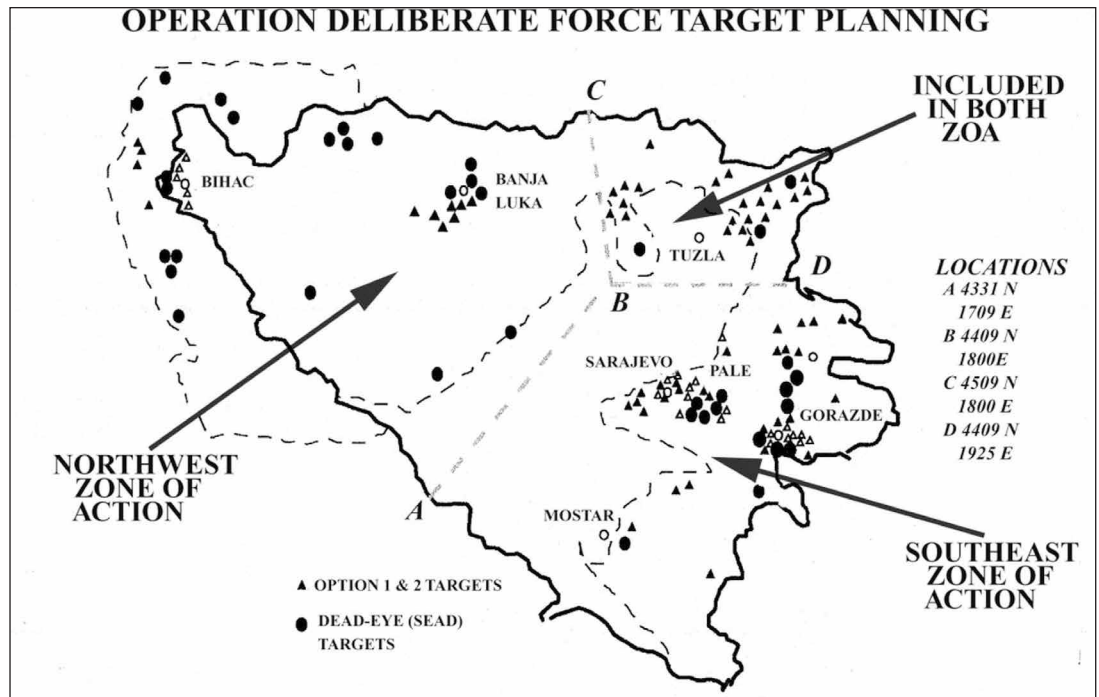 OPERATION DELIBERATE FORCE TARGET PLANNING
C
INCLUDED
IN BOTH
ZOA
BIHAC
BANJA
LUKA
TUZLA
D
B
LOCATIONS
A 4331 N
1709 E
B 4409 N
1800E
C 4509 N
1800 E
D 4409 N
1925 E
SARAJEVO
PALE
GORAZDE
NORTHWEST
ZONE OF
ACTION
A
MOSTAR
SOUTHEAST
ZONE OF
ACTION
OPTION 1 & 2 TARGETS
DEAD-EYE (SEAD)
TARGETS